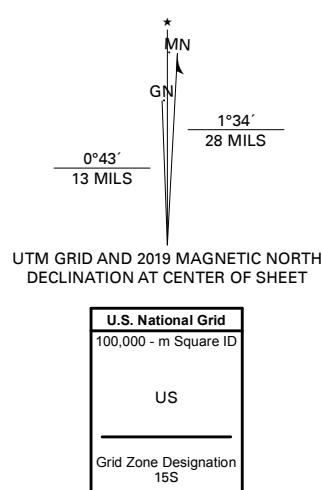 ★
MN
GN
1°34´
28 MILS
0°43´
13 MILS
UTM GRID AND 2019 MAGNETIC NORTH
DECLINATION AT CENTER OF SHEET
U.S. National Grid
100,000 - m Square ID
US
Grid Zone Designation
15S